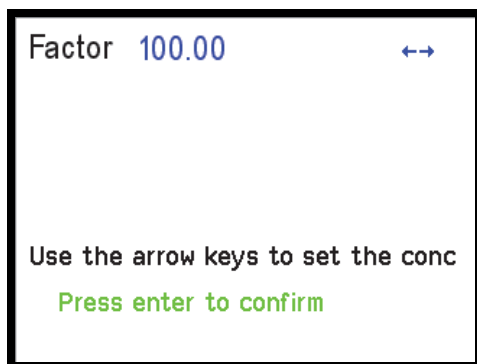 Factor 100.00 ←→
Use the arrow keys to set the conc
Press enter to confirm